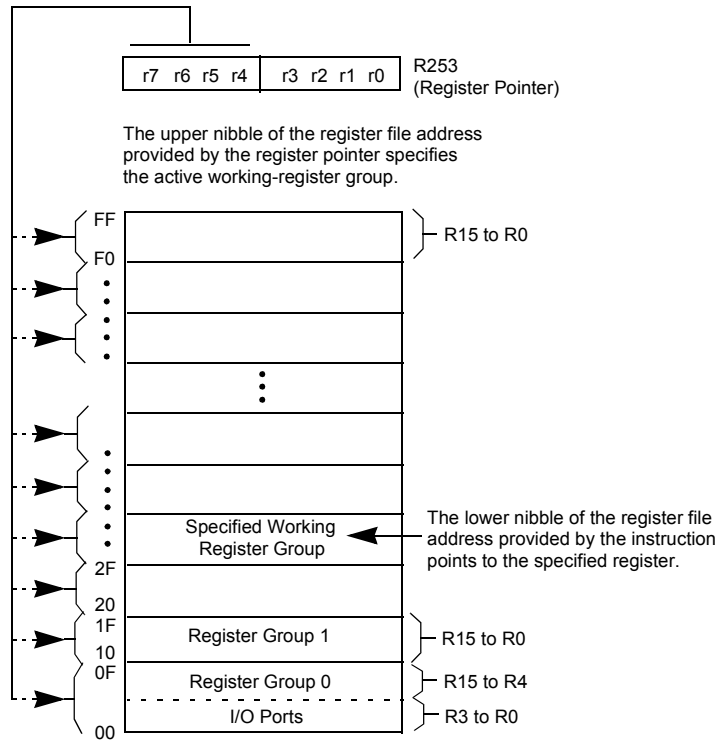 r7 r6 r5 r4 r3 r2 r1 r0
R253
(Register Pointer)
The upper nibble of the register file address
provided by the register pointer specifies
the active working-register group.
FF
R15 to R0
F0
Specified Working
Register Group
The lower nibble of the register file
address provided by the instruction
points to the specified register.
2F
20
1F
Register Group 1
R15 to R0
10
0F
Register Group 0
R15 to R4
I/O Ports
R3 to R0
00